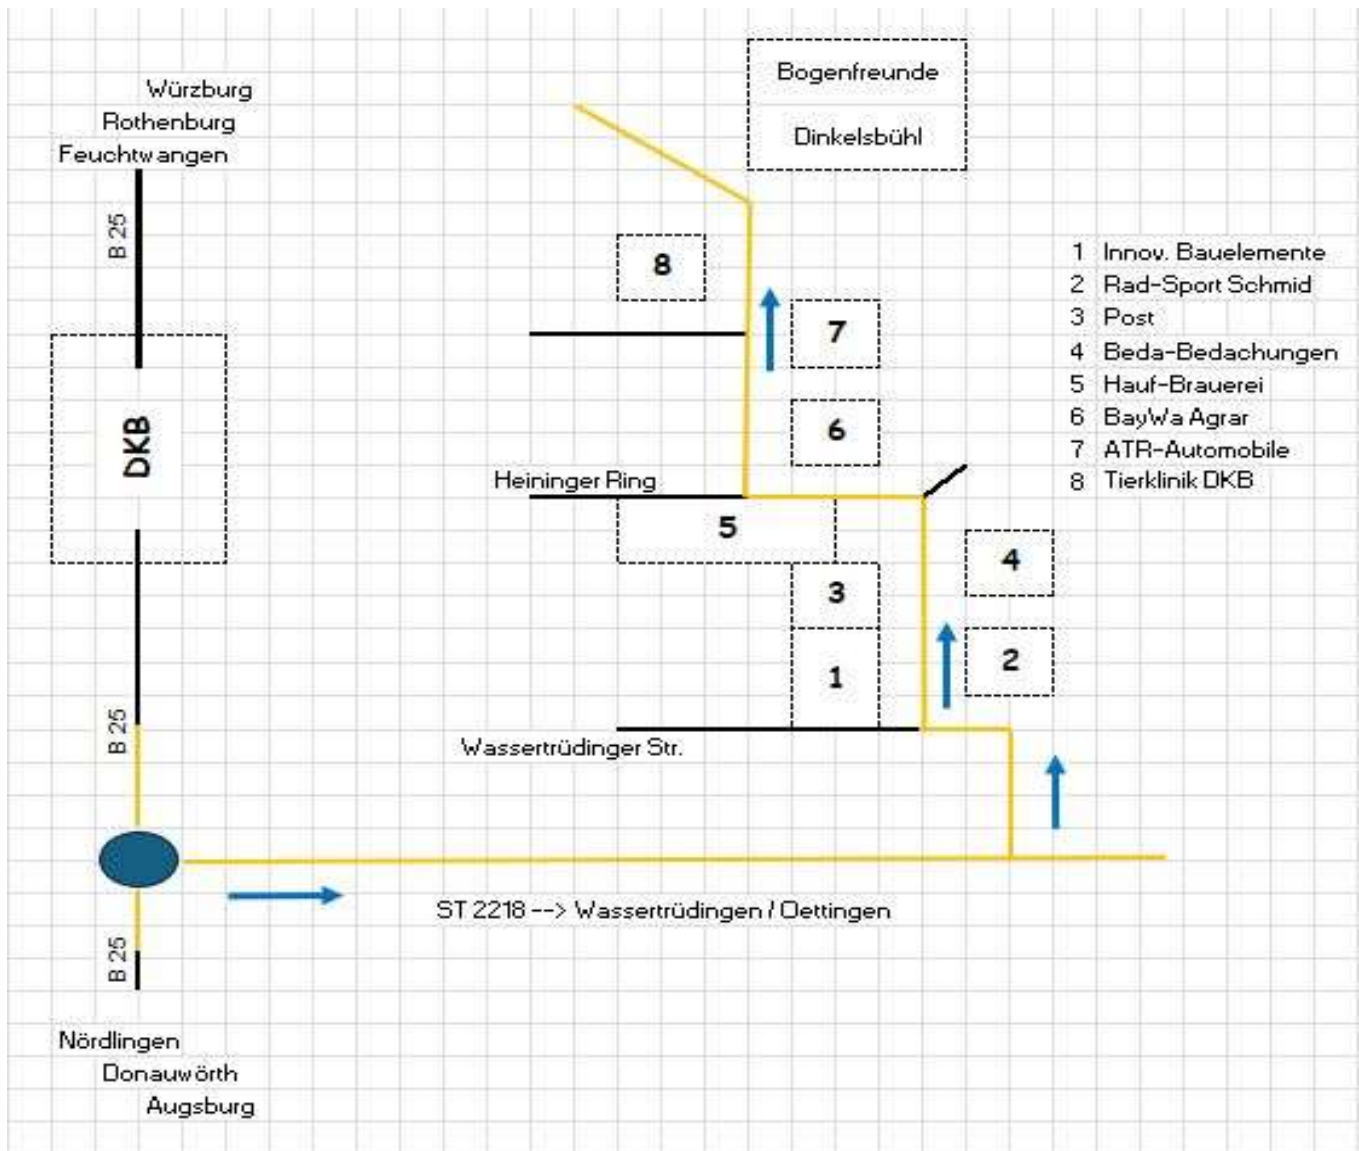 Bogenfreunde
Dinkelsbühl
Würzburg
Rothenburg
Feuchtwangen
B 25
8
7
6
1 Innov. Bauelemente
2 Rad-Sport Schmid
3 Post
4 Beda-Bedachungen
5 Hauf-Brauerei
6 BayWa Agrar
7 ATR-Automobile
8 Tierklinik DKB
DKB
Heininger Ring
5
4
3
2
1
B 25
Wassertrüdinger Str.
ST 2218 --> Wassertrüdingen / Oettingen
B 25
Nördlingen
Donauwörth
Augsburg